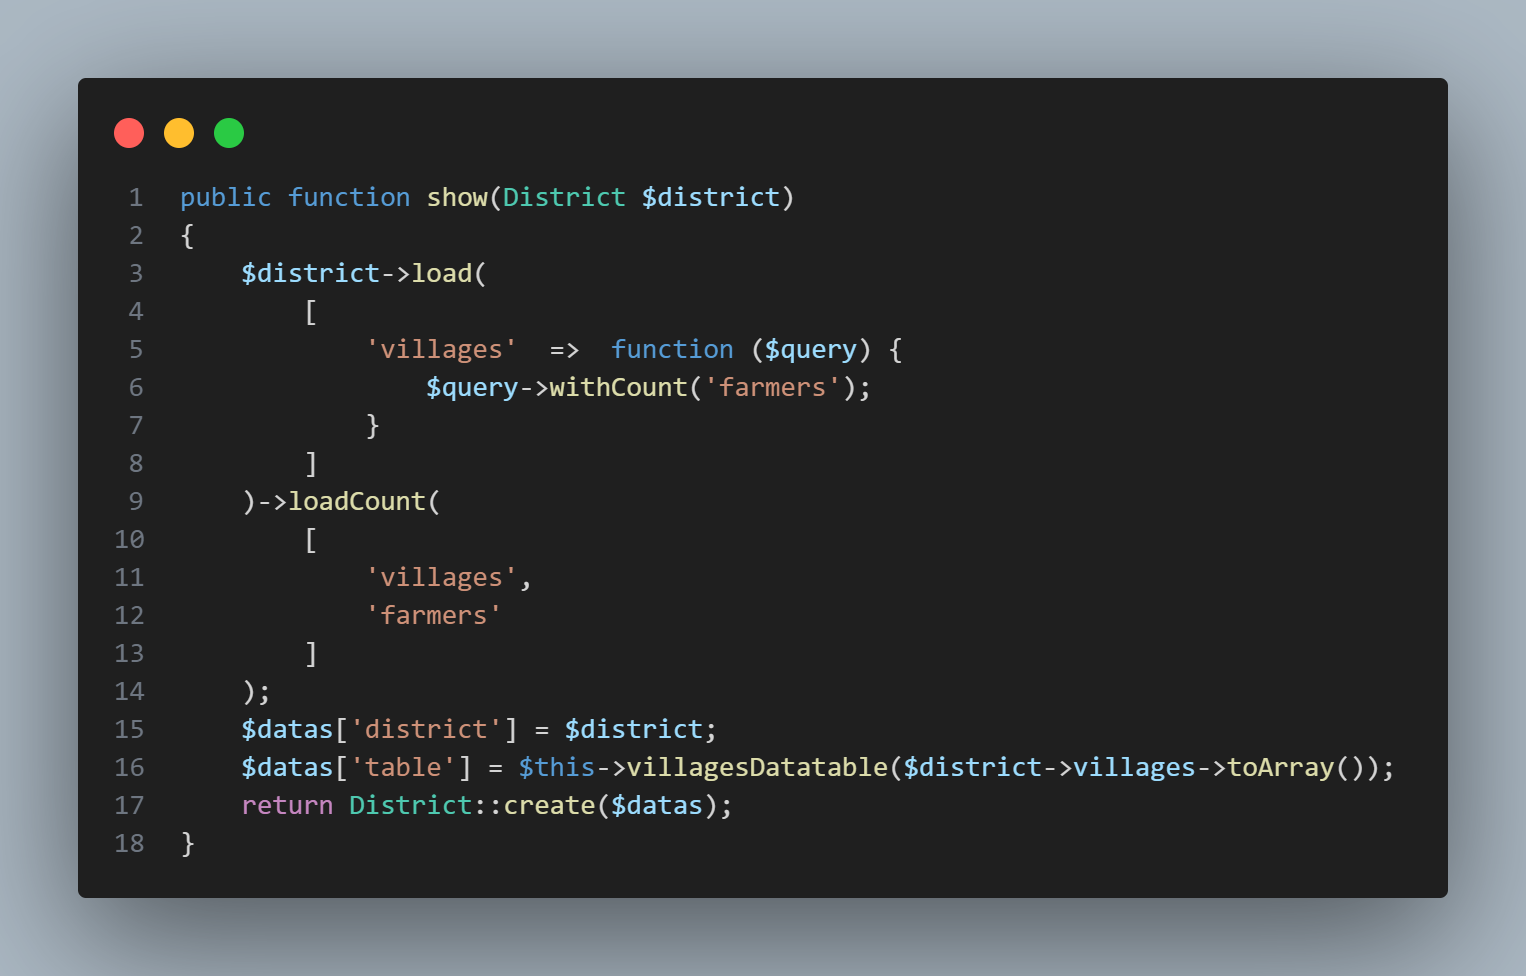 1 public function show(District $district)
2 {
3     $district->load(
4         [
5             'villages'  =>  function ($query) {
6                 $query->withCount('farmers');
7             }
8         ]
9     )->loadCount(
10         [
11             'villages',
12             'farmers'
13         ]
14     );
15     $datas['district'] = $district;
16     $datas['table'] = $this->villagesDatatable($district->villages->toArray());
17     return District::create($datas);
18 }